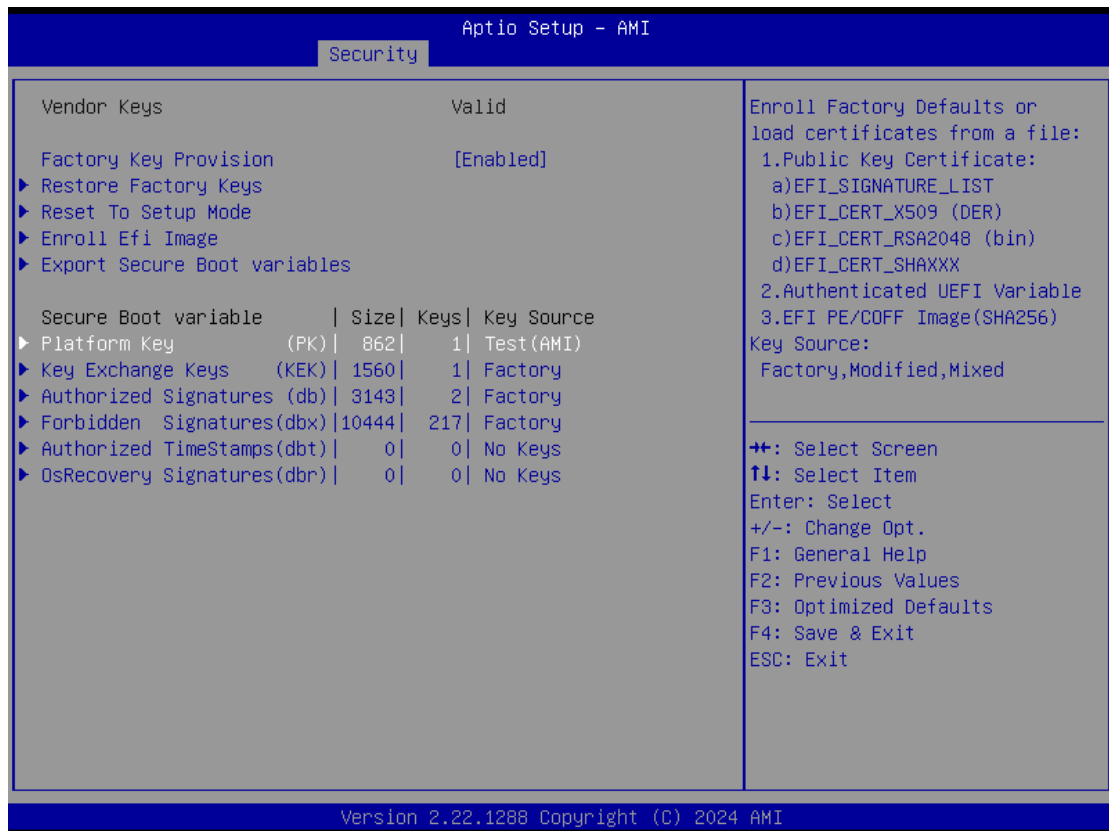 Aptio Setup – AMI
Security
Vendor Keys Valid
Factory Key Provision [Enabled]
Restore Factory Keys
Reset To Setup Mode
Enroll Efi Image
Export Secure Boot variables
Secure Boot variable | Size| Keys| Key Source
Platform Key (PK)| 862| 1| Test(AMI)
Key Exchange Keys (KEK)| 1560| 1| Factory
Authorized Signatures (db)| 3143| 2| Factory
Forbidden Signatures(dbx)|10444| 217| Factory
Authorized TimeStamps(dbt)| 0| 0| No Keys
OsRecovery Signatures(dbr)| 0| 0| No Keys
Enroll Factory Defaults or
load certificates from a file:
1.Public Key Certificate:
a)EFI_SIGNATURE_LIST
b)EFI_CERT_X509 (DER)
c)EFI_CERT_RSA2048 (bin)
d)EFI_CERT_SHAXXX
2.Authenticated UEFI Variable
3.EFI PE/COFF Image(SHA256)
Key Source:
Factory,Modified,Mixed
→←: Select Screen
↑↓: Select Item
Enter: Select
+/-: Change Opt.
F1: General Help
F2: Previous Values
F3: Optimized Defaults
F4: Save & Exit
ESC: Exit
Version 2.22.1288 Copyright (C) 2024 AMI